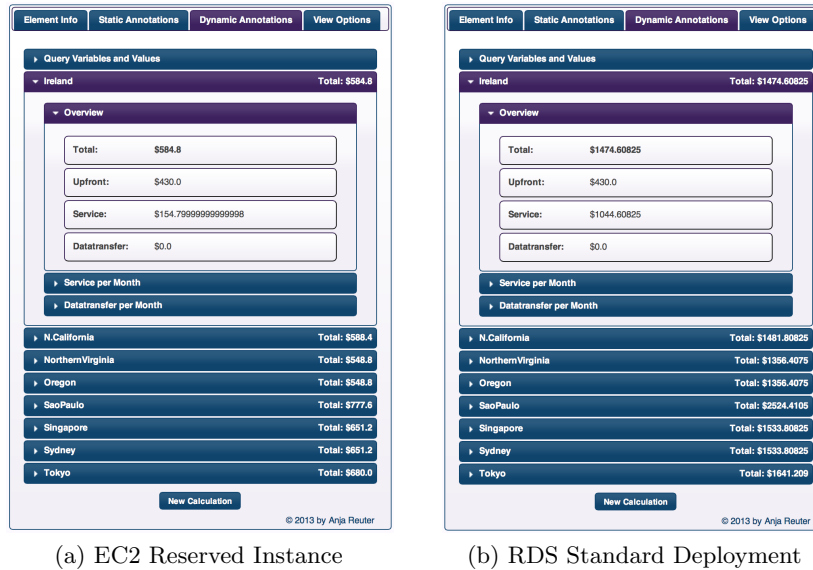 Element Info Static Annotations Dynamic Annotations View Options
Query Variables and Values
Ireland Total: $584.8
Overview
Total: $584.8
Upfront: $430.0
Service: $154.79999999999998
Datatransfer: $0.0
Service per Month
Datatransfer per Month
N.California Total: $588.4
NorthernVirginia Total: $548.8
Oregon Total: $548.8
SaoPaulo Total: $777.6
Singapore Total: $651.2
Sydney Total: $651.2
Tokyo Total: $680.0
New Calculation
© 2013 by Anja Reuter
(a) EC2 Reserved Instance
Element Info Static Annotations Dynamic Annotations View Options
Query Variables and Values
Ireland Total: $1474.60825
Overview
Total: $1474.60825
Upfront: $430.0
Service: $1044.60825
Datatransfer: $0.0
Service per Month
Datatransfer per Month
N.California Total: $1481.80825
NorthernVirginia Total: $1356.4075
Oregon Total: $1356.4075
SaoPaulo Total: $2524.4105
Singapore Total: $1533.80825
Sydney Total: $1533.80825
Tokyo Total: $1641.209
New Calculation
© 2013 by Anja Reuter
(b) RDS Standard Deployment